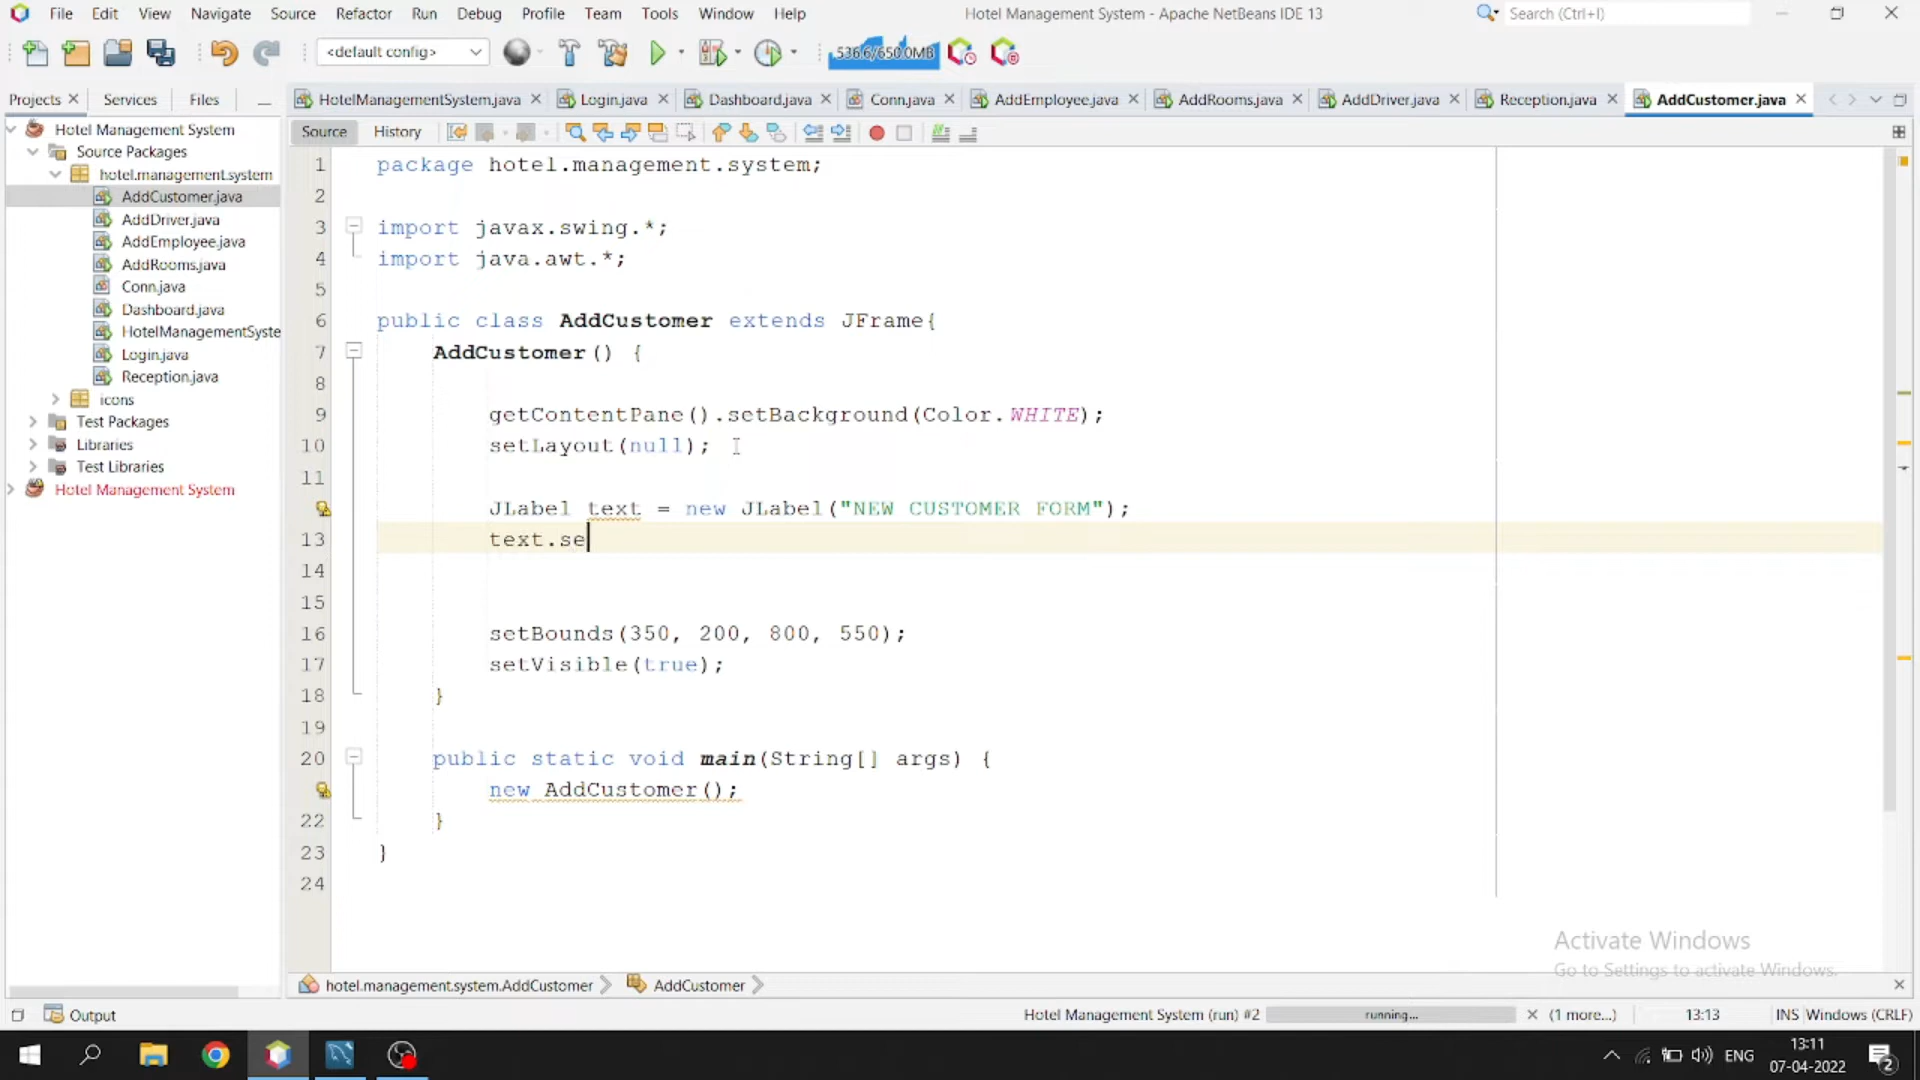 File Edit View Navigate Source Refactor Run Debug Profile Team Tools Window Help Hotel Management System - Apache NetBeans IDE 13 Search (Ctrl+I)
<default config> 536.6/650.0MB
Projects Services Files HotelManagementSystem.java Login.java Dashboard.java Conn.java AddEmployee.java AddRooms.java AddDriver.java Reception.java AddCustomer.java
Hotel Management System
Source Packages
hotel.management.system
AddCustomer.java
AddDriver.java
AddEmployee.java
AddRooms.java
Conn.java
Dashboard.java
HotelManagementSyste
Login.java
Reception.java
icons
Test Packages
Libraries
Test Libraries
Hotel Management System
Source History
1 package hotel.management.system;
2
3 import javax.swing.*;
4 import java.awt.*;
5
6 public class AddCustomer extends JFrame{
7 AddCustomer() {
8
9 getContentPane().setBackground(Color.WHITE);
10 setLayout(null);
11
JLabel text = new JLabel("NEW CUSTOMER FORM");
13 text.se
14
15
16 setBounds(350, 200, 800, 550);
17 setVisible(true);
18 }
19
20 public static void main(String[] args) {
new AddCustomer();
22 }
23 }
24
Activate Windows
Go to Settings to activate Windows.
hotel.management.system.AddCustomer AddCustomer
Output Hotel Management System (run) #2 running... (1 more...) 13:13 INS Windows (CRLF)
ENG 13:11
07-04-2022
2